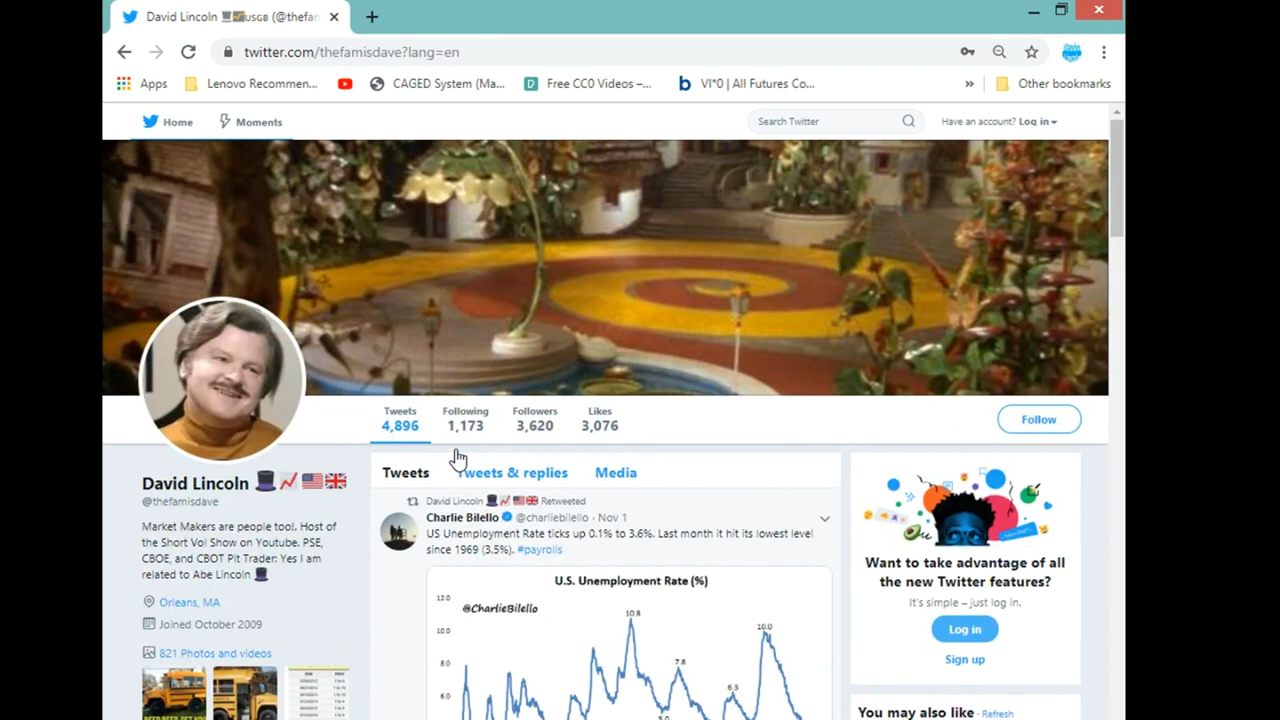 David Lincoln 🎩📈USGB (@thefan
twitter.com/thefamisdave?lang=en
Apps
Lenovo Recommen...
CAGED System (Ma...
Free CC0 Videos –...
VI*0 | All Futures Co...
»
Other bookmarks
Home
Moments
Search Twitter
Have an account? Log in
Tweets
Following
Followers
Likes
4,896
1,173
3,620
3,076
Follow
David Lincoln 🎩📈🇺🇸🇬🇧
@thefamisdave
Market Makers are people too!. Host of
the Short Vol Show on Youtube. PSE,
CBOE, and CBOT Pit Trader: Yes I am
related to Abe Lincoln 🎩
Orleans, MA
Joined October 2009
821 Photos and videos
Tweets
Tweets & replies
Media
David Lincoln 🎩📈🇺🇸🇬🇧 Retweeted
Charlie Bilello @charliebilello · Nov 1
US Unemployment Rate ticks up 0.1% to 3.6%. Last month it hit its lowest level
since 1969 (3.5%). #payrolls
U.S. Unemployment Rate (%)
@CharlieBilello
12.0
10.0
8.0
6.0
10.8
7.8
6.3
10.0
Want to take advantage of all
the new Twitter features?
It's simple – just log in.
Log in
Sign up
You may also like · Refresh